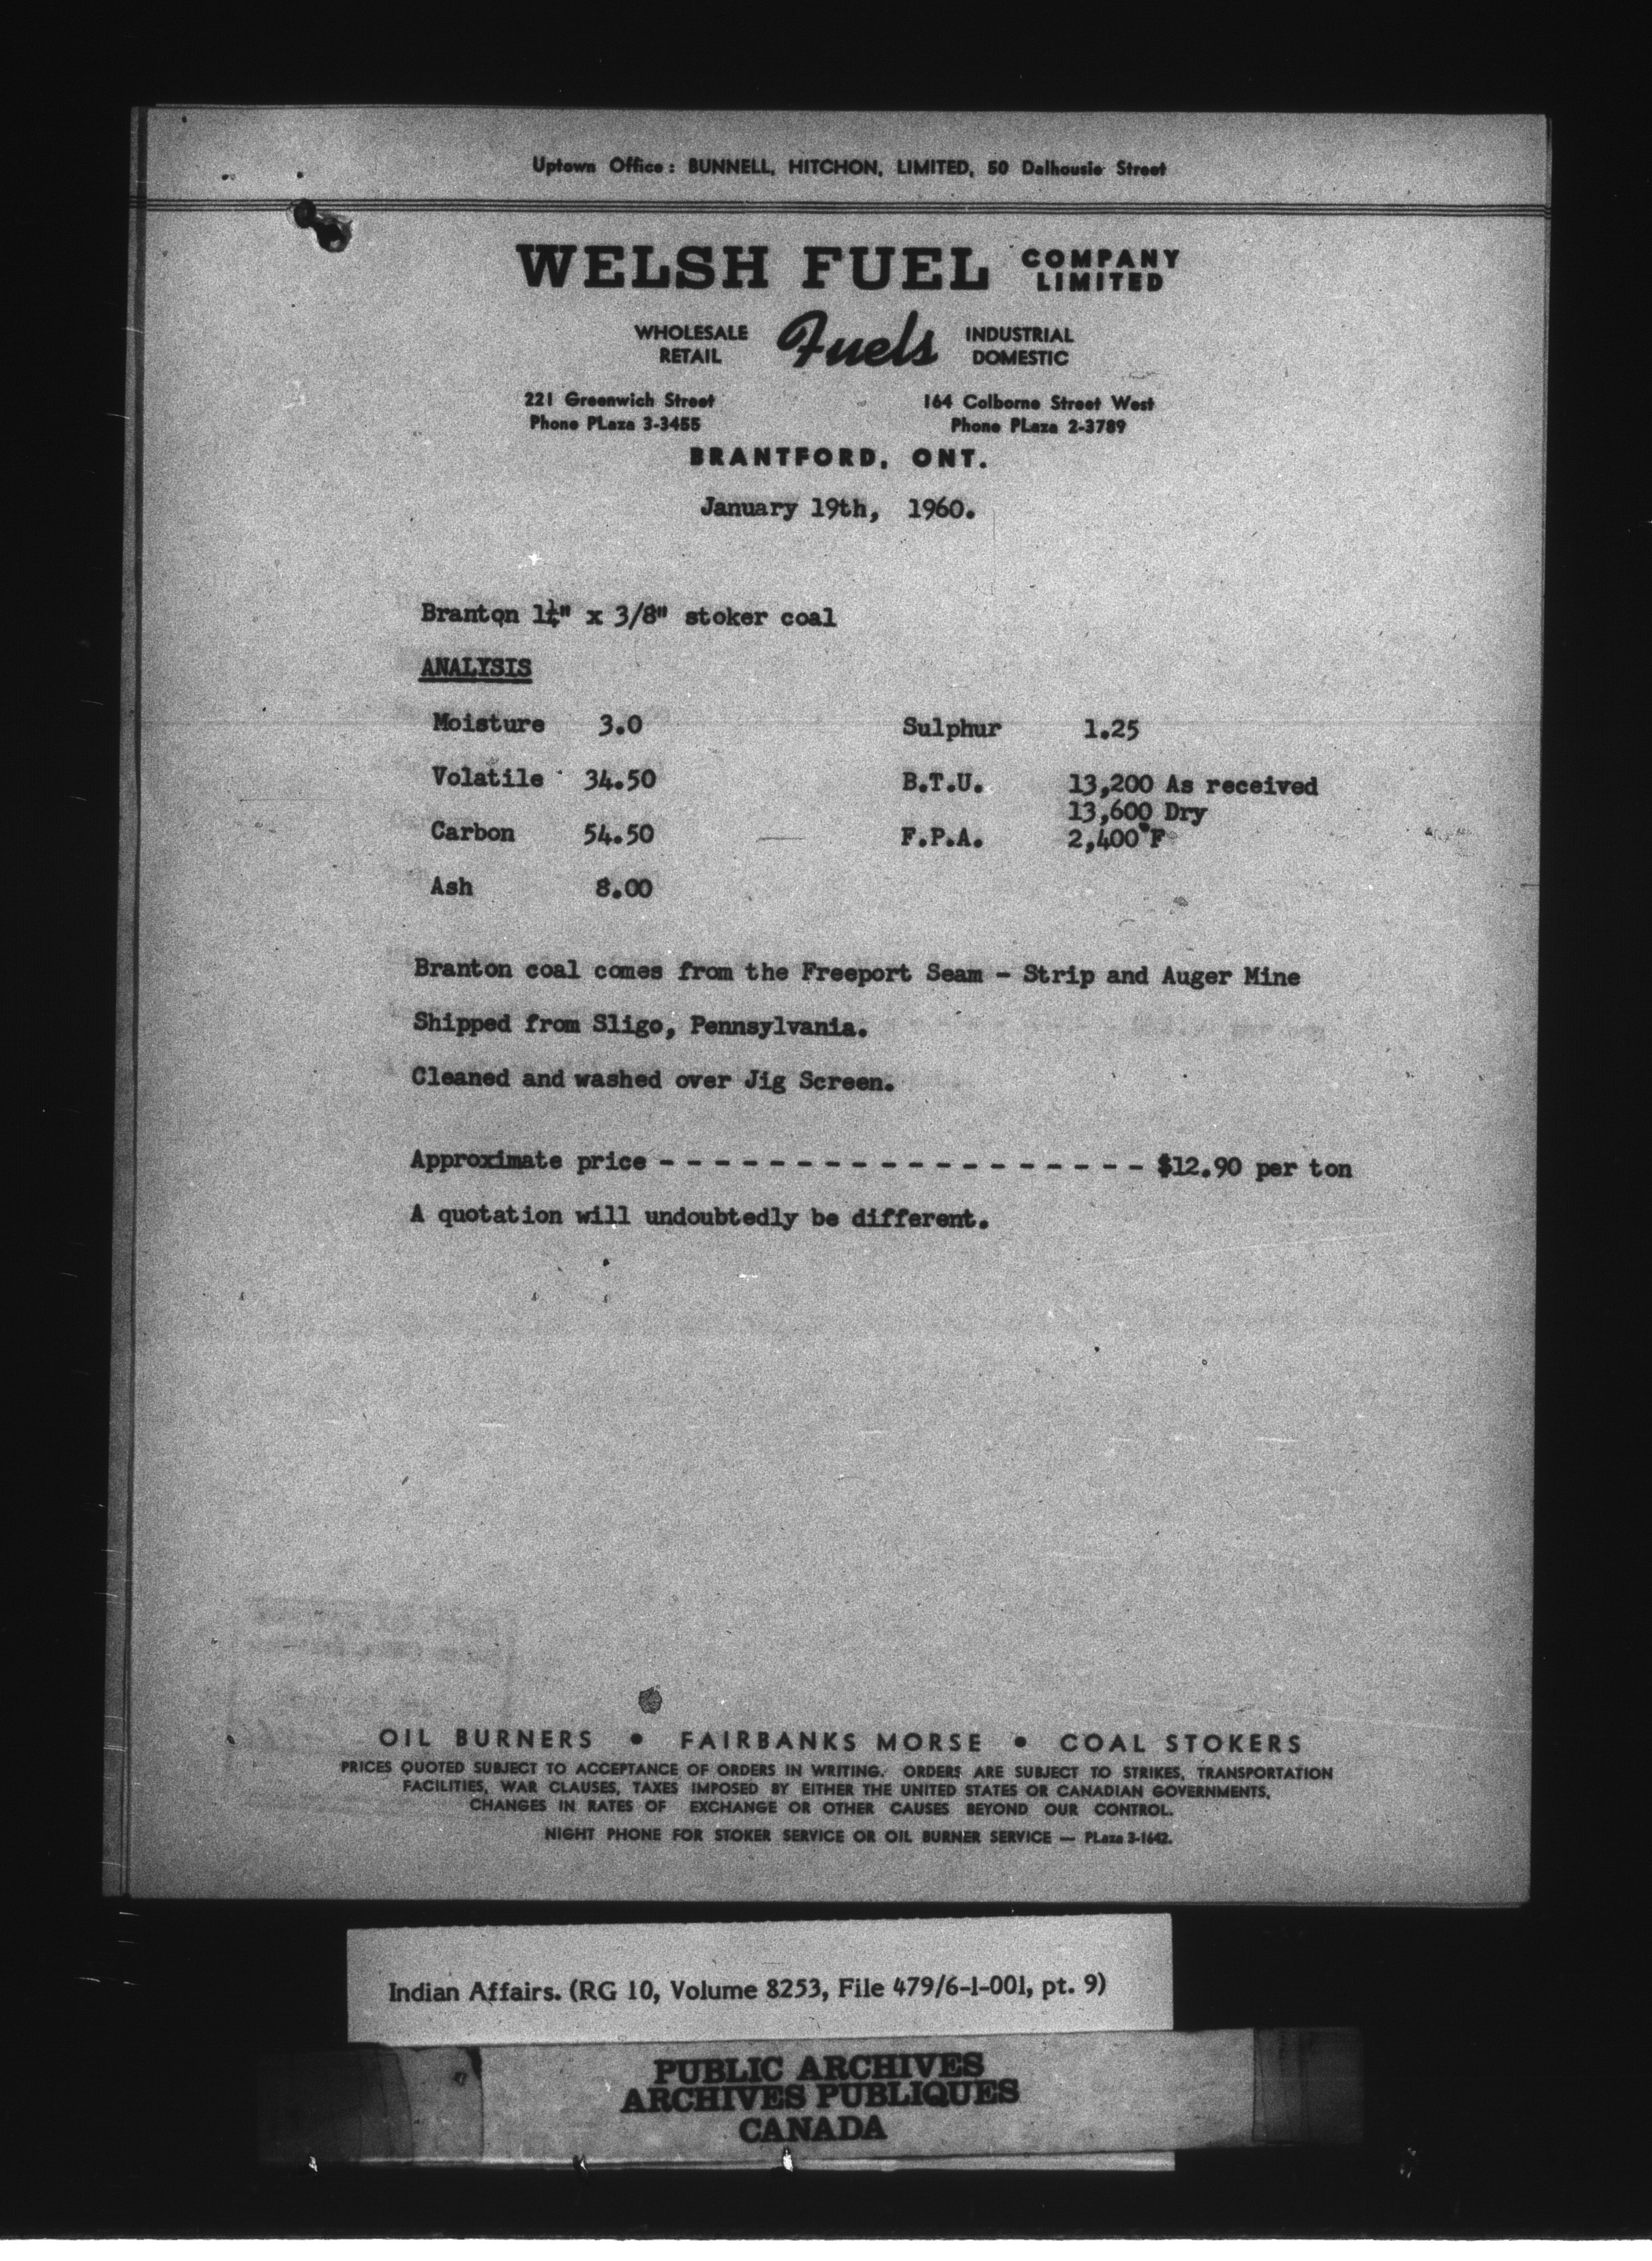 Uptown Office: BUNNELL, HITCHON, LIMITED, 50 Dalhousie Street
WELSH FUEL COMPANY LIMITED
WHOLESALE RETAIL Fuels INDUSTRIAL DOMESTIC
221 Greenwich Street 164 Colborne Street West
Phone PLaza 3-3455 Phone PLaza 2-3789
BRANTFORD, ONT.
January 19th, 1960.
Branton 1¼" x 3/8" stoker coal
ANALYSIS
Moisture 3.0 Sulphur 1.25
Volatile 34.50 B.T.U. 13,200 As received
13,600 Dry
Carbon 54.50 F.P.A. 2,400°F
Ash 8.00
Branton coal comes from the Freeport Seam - Strip and Auger Mine
Shipped from Sligo, Pennsylvania.
Cleaned and washed over Jig Screen.
Approximate price - - - - - - - - - - - - - - - - - - $12.90 per ton
A quotation will undoubtedly be different.
OIL BURNERS • FAIRBANKS MORSE • COAL STOKERS
PRICES QUOTED SUBJECT TO ACCEPTANCE OF ORDERS IN WRITING. ORDERS ARE SUBJECT TO STRIKES, TRANSPORTATION
FACILITIES, WAR CLAUSES, TAXES IMPOSED BY EITHER THE UNITED STATES OR CANADIAN GOVERNMENTS,
CHANGES IN RATES OF EXCHANGE OR OTHER CAUSES BEYOND OUR CONTROL.
NIGHT PHONE FOR STOKER SERVICE OR OIL BURNER SERVICE — PLaza 3-1642.
Indian Affairs. (RG 10, Volume 8253, File 479/6-1-001, pt. 9)
PUBLIC ARCHIVES
ARCHIVES PUBLIQUES
CANADA